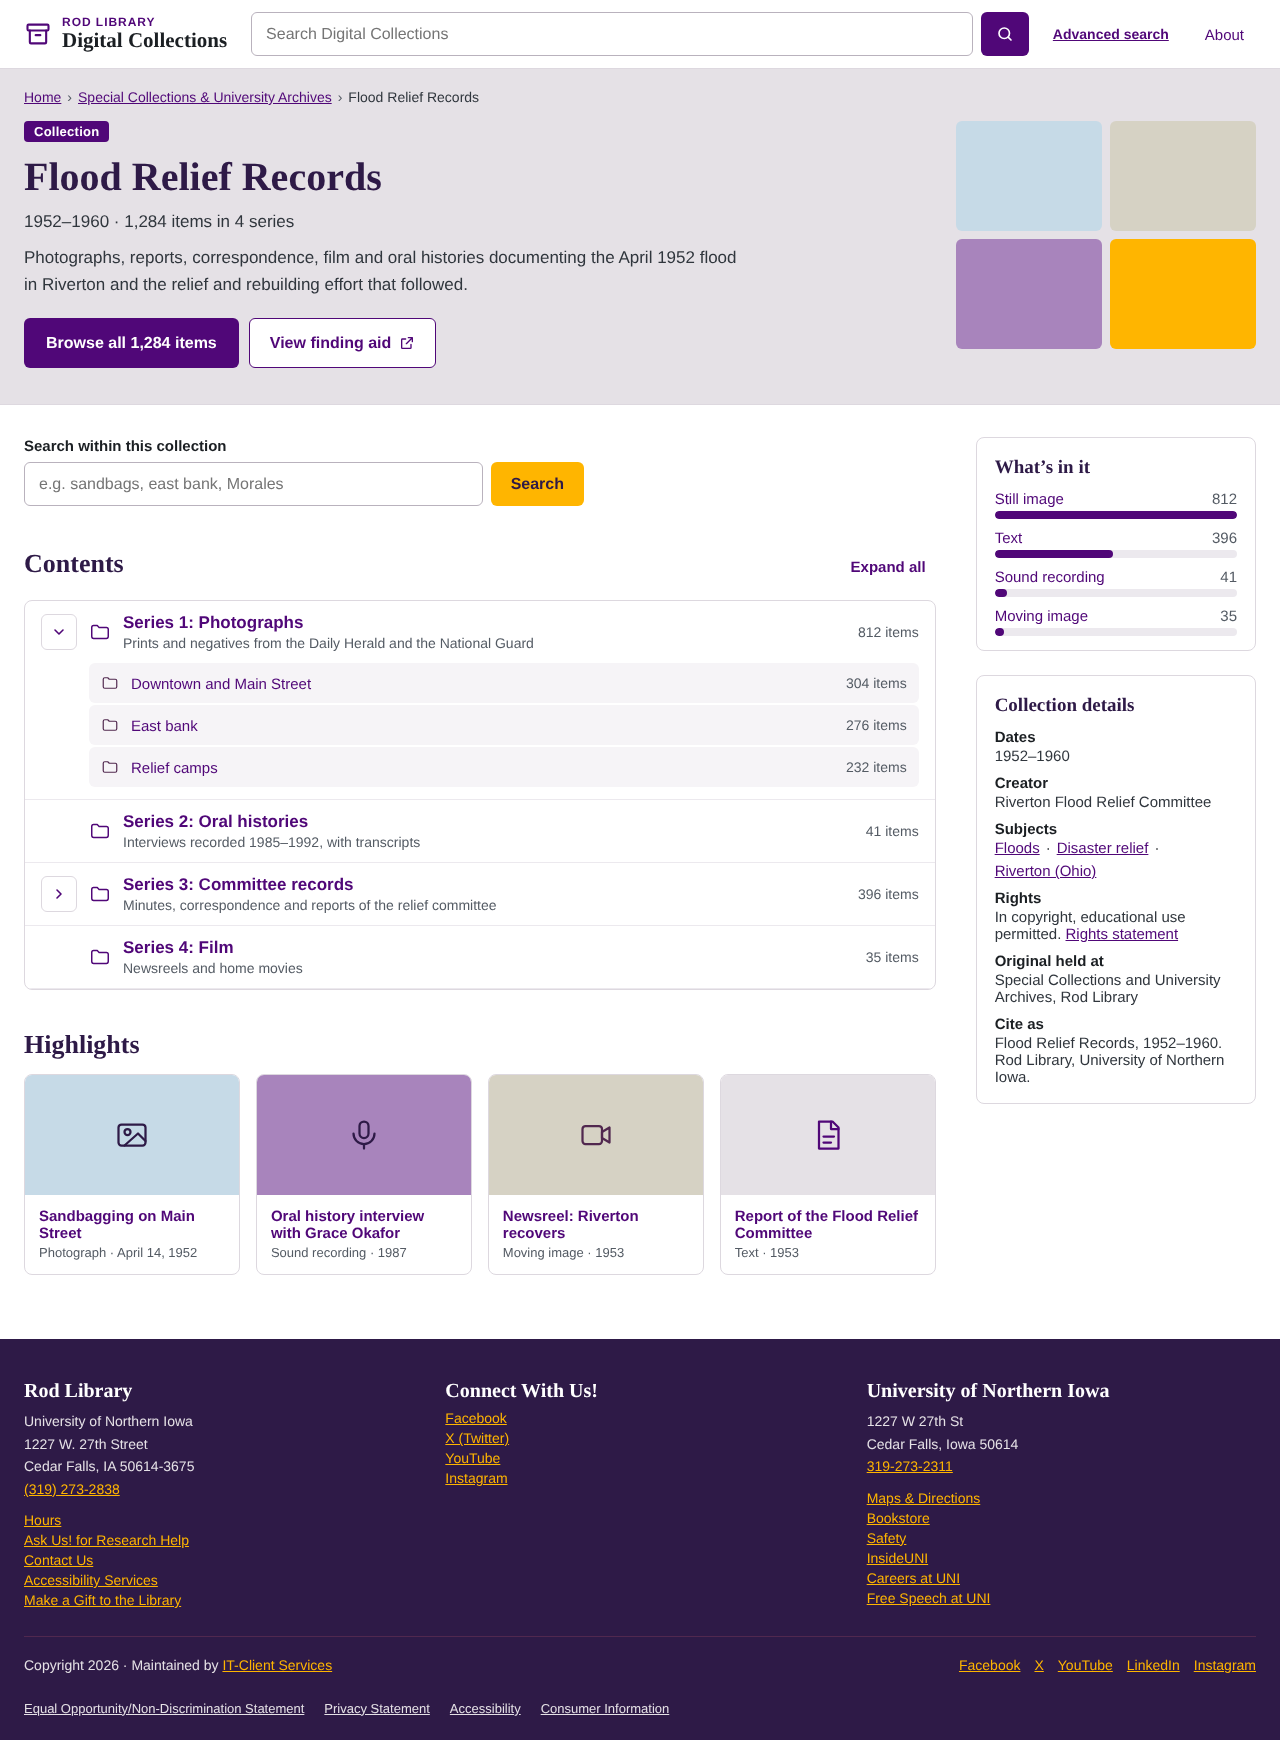 ROD LIBRARY
Digital Collections
Search Digital Collections
Advanced search
About
Home › Special Collections & University Archives › Flood Relief Records
Collection
Flood Relief Records
1952–1960 · 1,284 items in 4 series
Photographs, reports, correspondence, film and oral histories documenting the April 1952 flood
in Riverton and the relief and rebuilding effort that followed.
Browse all 1,284 items
View finding aid
Search within this collection
e.g. sandbags, east bank, Morales
Search
Contents
Expand all
Series 1: Photographs
Prints and negatives from the Daily Herald and the National Guard
812 items
Downtown and Main Street
304 items
East bank
276 items
Relief camps
232 items
Series 2: Oral histories
Interviews recorded 1985–1992, with transcripts
41 items
Series 3: Committee records
Minutes, correspondence and reports of the relief committee
396 items
Series 4: Film
Newsreels and home movies
35 items
Highlights
Sandbagging on Main
Street
Photograph · April 14, 1952
Oral history interview
with Grace Okafor
Sound recording · 1987
Newsreel: Riverton
recovers
Moving image · 1953
Report of the Flood Relief
Committee
Text · 1953
What’s in it
Still image 812
Text 396
Sound recording 41
Moving image 35
Collection details
Dates
1952–1960
Creator
Riverton Flood Relief Committee
Subjects
Floods · Disaster relief ·
Riverton (Ohio)
Rights
In copyright, educational use
permitted. Rights statement
Original held at
Special Collections and University
Archives, Rod Library
Cite as
Flood Relief Records, 1952–1960.
Rod Library, University of Northern
Iowa.
Rod Library
University of Northern Iowa
1227 W. 27th Street
Cedar Falls, IA 50614-3675
(319) 273-2838
Hours
Ask Us! for Research Help
Contact Us
Accessibility Services
Make a Gift to the Library
Connect With Us!
Facebook
X (Twitter)
YouTube
Instagram
University of Northern Iowa
1227 W 27th St
Cedar Falls, Iowa 50614
319-273-2311
Maps & Directions
Bookstore
Safety
InsideUNI
Careers at UNI
Free Speech at UNI
Copyright 2026 · Maintained by IT-Client Services
Facebook X YouTube LinkedIn Instagram
Equal Opportunity/Non-Discrimination Statement Privacy Statement Accessibility Consumer Information